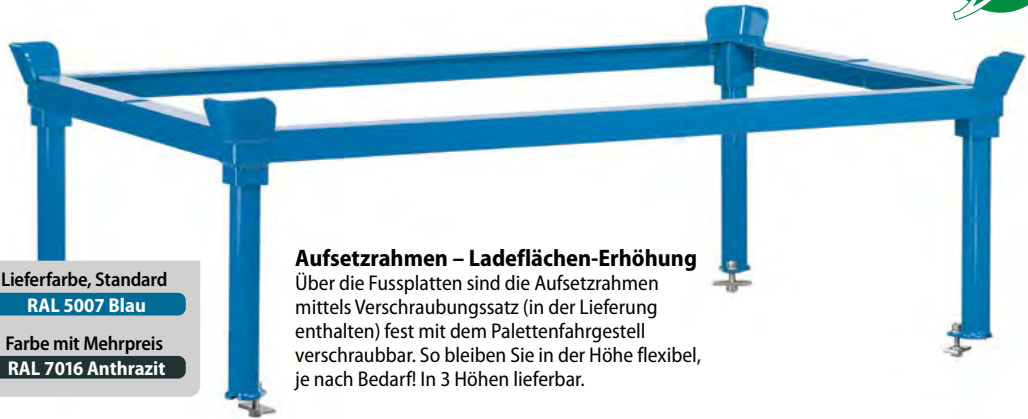 Aufsetzrahmen – Ladeflächen-Erhöhung
Über die Fussplatten sind die Aufsetzrahmen
mittels Verschraubungssatz (in der Lieferung
enthalten) fest mit dem Palettenfahrgestell
verschraubbar. So bleiben Sie in der Höhe flexibel,
je nach Bedarf! In 3 Höhen lieferbar.
Lieferfarbe, Standard
RAL 5007 Blau
Farbe mit Mehrpreis
RAL 7016 Anthrazit